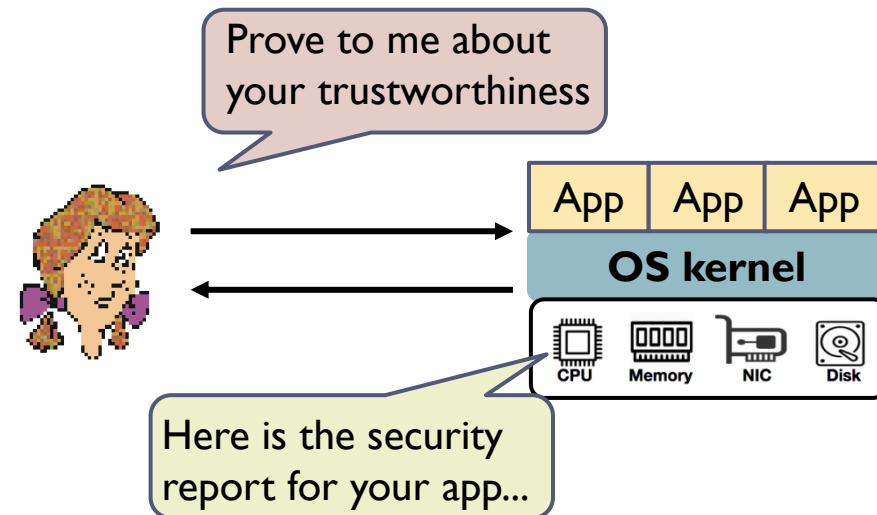 Prove to me about
your trustworthiness
App App App
OS kernel
CPU Memory NIC Disk
Here is the security
report for your app...